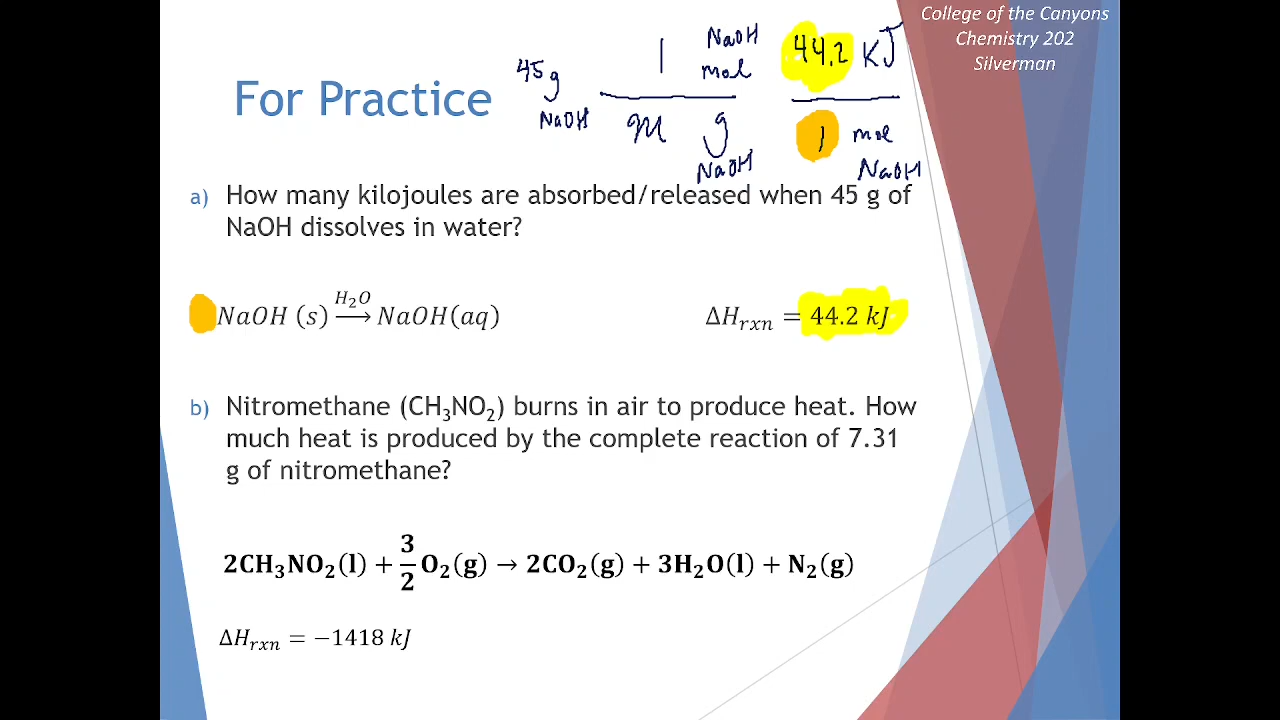 College of the Canyons
Chemistry 202
Silverman
For Practice
45 g NaOH
1 NaOH mol
M g NaOH
44.2 KJ
1 mol NaOH
a) How many kilojoules are absorbed/released when 45 g of
NaOH dissolves in water?
NaOH (s) H₂O⟶ NaOH(aq) ΔHrxn = 44.2 kJ
b) Nitromethane (CH₃NO₂) burns in air to produce heat. How
much heat is produced by the complete reaction of 7.31
g of nitromethane?
2CH₃NO₂(l) + 3/2 O₂(g) → 2CO₂(g) + 3H₂O(l) + N₂(g)
ΔHrxn = −1418 kJ